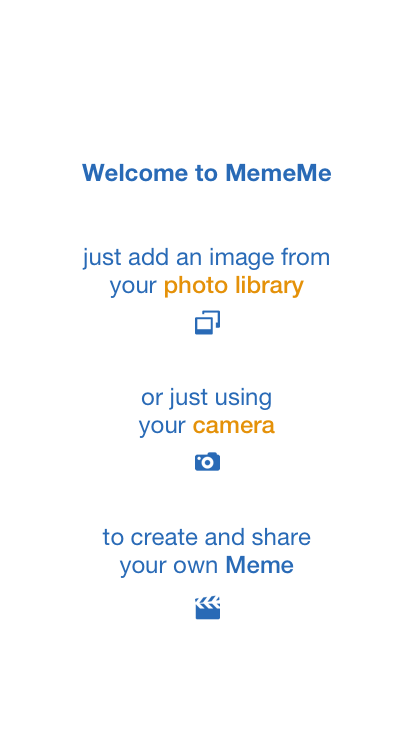 Welcome to MemeMe
just add an image from
your photo library
or just using
your camera
to create and share
your own Meme